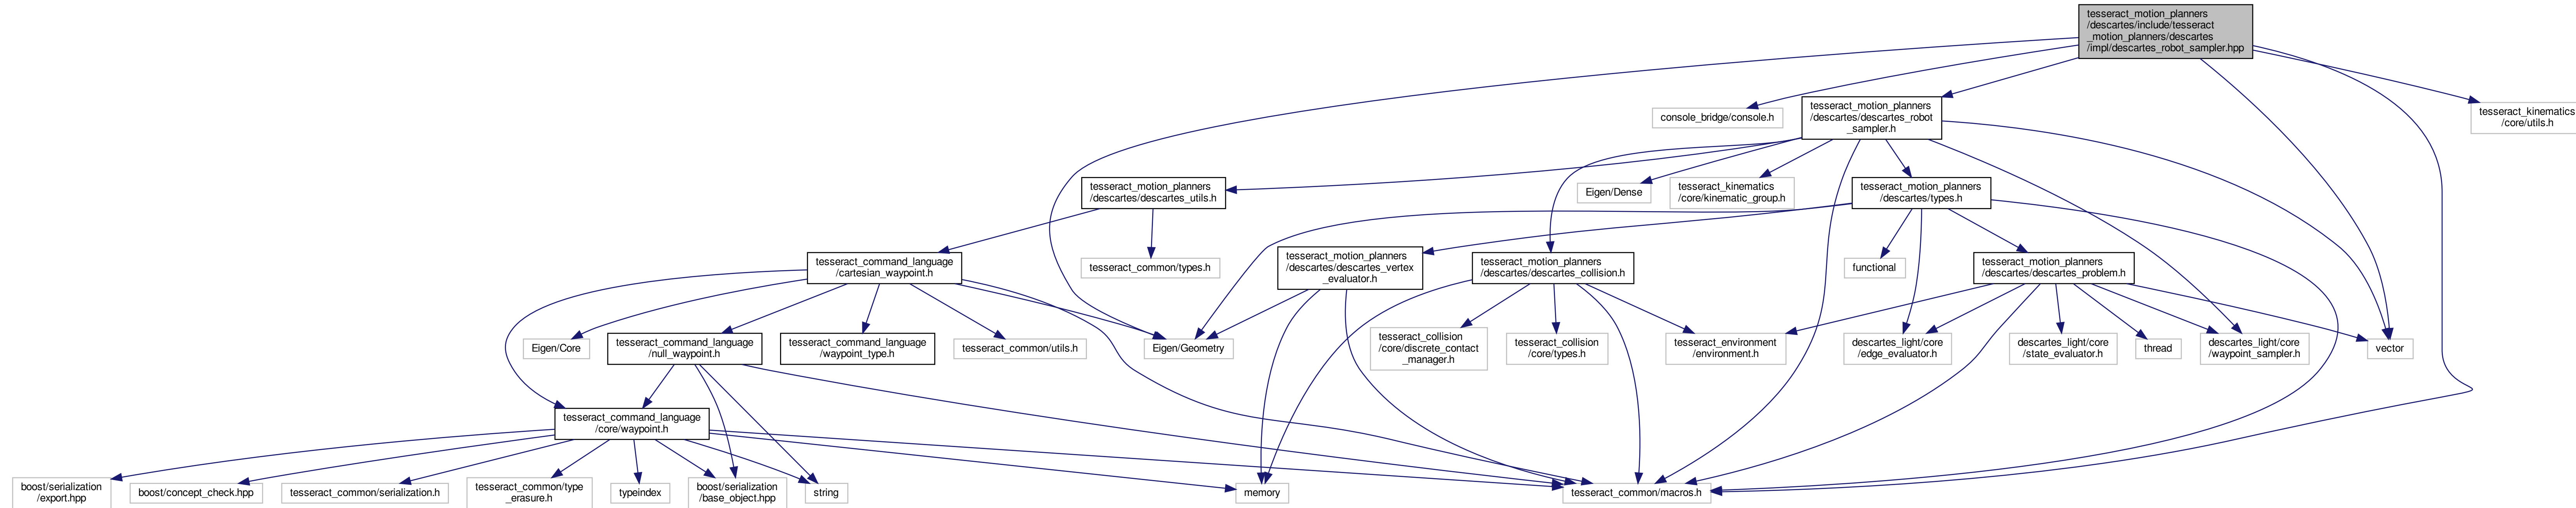 tesseract_motion_planners
/descartes/include/tesseract
_motion_planners/descartes
/impl/descartes_robot_sampler.hpp
console_bridge/console.h
tesseract_motion_planners
/descartes/descartes_robot
_sampler.h
tesseract_kinematics
/core/utils.h
tesseract_motion_planners
/descartes/descartes_utils.h
Eigen/Dense
tesseract_kinematics
/core/kinematic_group.h
tesseract_motion_planners
/descartes/types.h
tesseract_command_language
/cartesian_waypoint.h
tesseract_common/types.h
tesseract_motion_planners
/descartes/descartes_vertex
_evaluator.h
tesseract_motion_planners
/descartes/descartes_collision.h
functional
tesseract_motion_planners
/descartes/descartes_problem.h
Eigen/Core
tesseract_command_language
/null_waypoint.h
tesseract_command_language
/waypoint_type.h
tesseract_common/utils.h
Eigen/Geometry
tesseract_collision
/core/discrete_contact
_manager.h
tesseract_collision
/core/types.h
tesseract_environment
/environment.h
descartes_light/core
/edge_evaluator.h
descartes_light/core
/state_evaluator.h
thread
descartes_light/core
/waypoint_sampler.h
vector
tesseract_command_language
/core/waypoint.h
boost/serialization
/export.hpp
boost/concept_check.hpp
tesseract_common/serialization.h
tesseract_common/type
_erasure.h
typeindex
boost/serialization
/base_object.hpp
string
memory
tesseract_common/macros.h